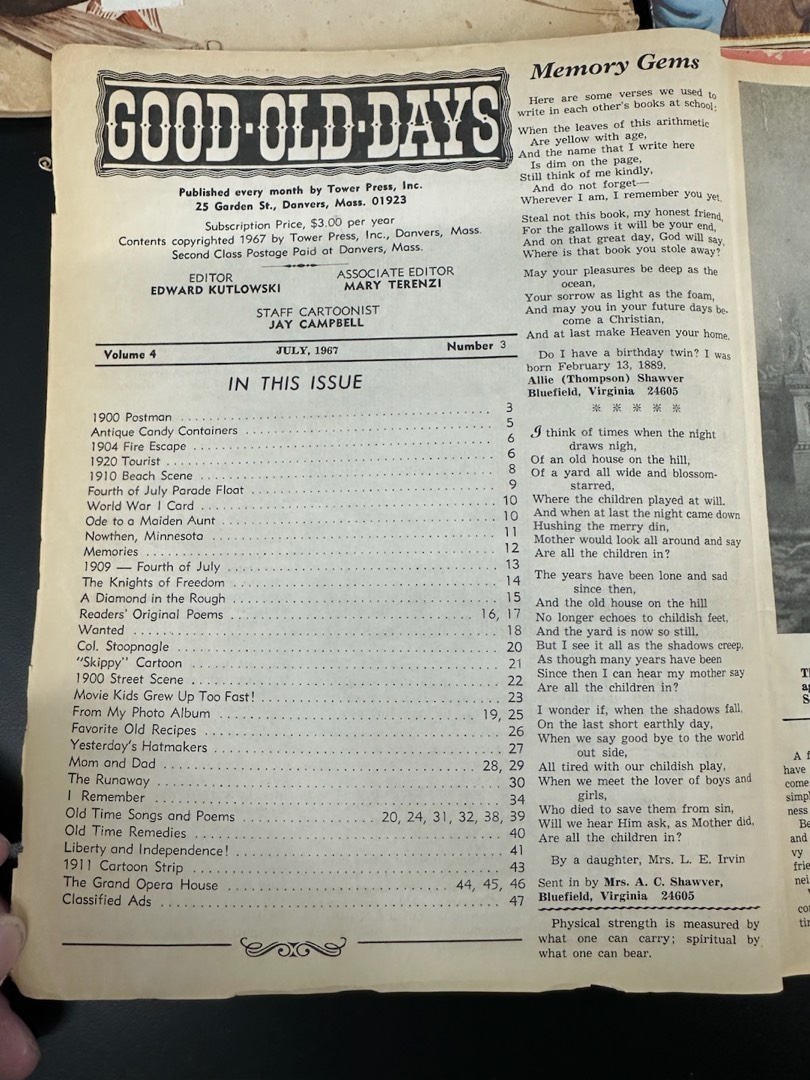 GOOD·OLD·DAYS
Published every month by Tower Press, Inc.
25 Garden St., Danvers, Mass. 01923
Subscription Price, $3.00 per year
Contents copyrighted 1967 by Tower Press, Inc., Danvers, Mass.
Second Class Postage Paid at Danvers, Mass.
EDITOR
EDWARD KUTLOWSKI
ASSOCIATE EDITOR
MARY TERENZI
STAFF CARTOONIST
JAY CAMPBELL
Volume 4 JULY, 1967 Number 3
IN THIS ISSUE
1900 Postman 3
Antique Candy Containers 5
1904 Fire Escape 6
1920 Tourist 6
1910 Beach Scene 8
Fourth of July Parade Float 9
World War I Card 10
Ode to a Maiden Aunt 10
Nowthen, Minnesota 11
Memories 12
1909 — Fourth of July 13
The Knights of Freedom 14
A Diamond in the Rough 15
Readers' Original Poems 16, 17
Wanted 18
Col. Stoopnagle 20
"Skippy" Cartoon 21
1900 Street Scene 22
Movie Kids Grew Up Too Fast! 23
From My Photo Album 19, 25
Favorite Old Recipes 26
Yesterday's Hatmakers 27
Mom and Dad 28, 29
The Runaway 30
I Remember 34
Old Time Songs and Poems 20, 24, 31, 32, 38, 39
Old Time Remedies 40
Liberty and Independence! 41
1911 Cartoon Strip 43
The Grand Opera House 44, 45, 46
Classified Ads 47
Memory Gems
Here are some verses we used to
write in each other's books at school:
When the leaves of this arithmetic
Are yellow with age,
And the name that I write here
Is dim on the page,
Still think of me kindly,
And do not forget—
Wherever I am, I remember you yet.
Steal not this book, my honest friend,
For the gallows it will be your end,
And on that great day, God will say,
Where is that book you stole away?
May your pleasures be deep as the
ocean,
Your sorrow as light as the foam,
And may you in your future days be-
come a Christian,
And at last make Heaven your home.
Do I have a birthday twin? I was
born February 13, 1889.
Allie (Thompson) Shawver
Bluefield, Virginia 24605
I think of times when the night
draws nigh,
Of an old house on the hill,
Of a yard all wide and blossom-
starred,
Where the children played at will.
And when at last the night came down
Hushing the merry din,
Mother would look all around and say
Are all the children in?
The years have been lone and sad
since then,
And the old house on the hill
No longer echoes to childish feet,
And the yard is now so still,
But I see it all as the shadows creep,
As though many years have been
Since then I can hear my mother say
Are all the children in?
I wonder if, when the shadows fall,
On the last short earthly day,
When we say good bye to the world
out side,
All tired with our childish play,
When we meet the lover of boys and
girls,
Who died to save them from sin,
Will we hear Him ask, as Mother did,
Are all the children in?
By a daughter, Mrs. L. E. Irvin
Sent in by Mrs. A. C. Shawver,
Bluefield, Virginia 24605
Physical strength is measured by
what one can carry; spiritual by
what one can bear.
A
have
come
ness
and